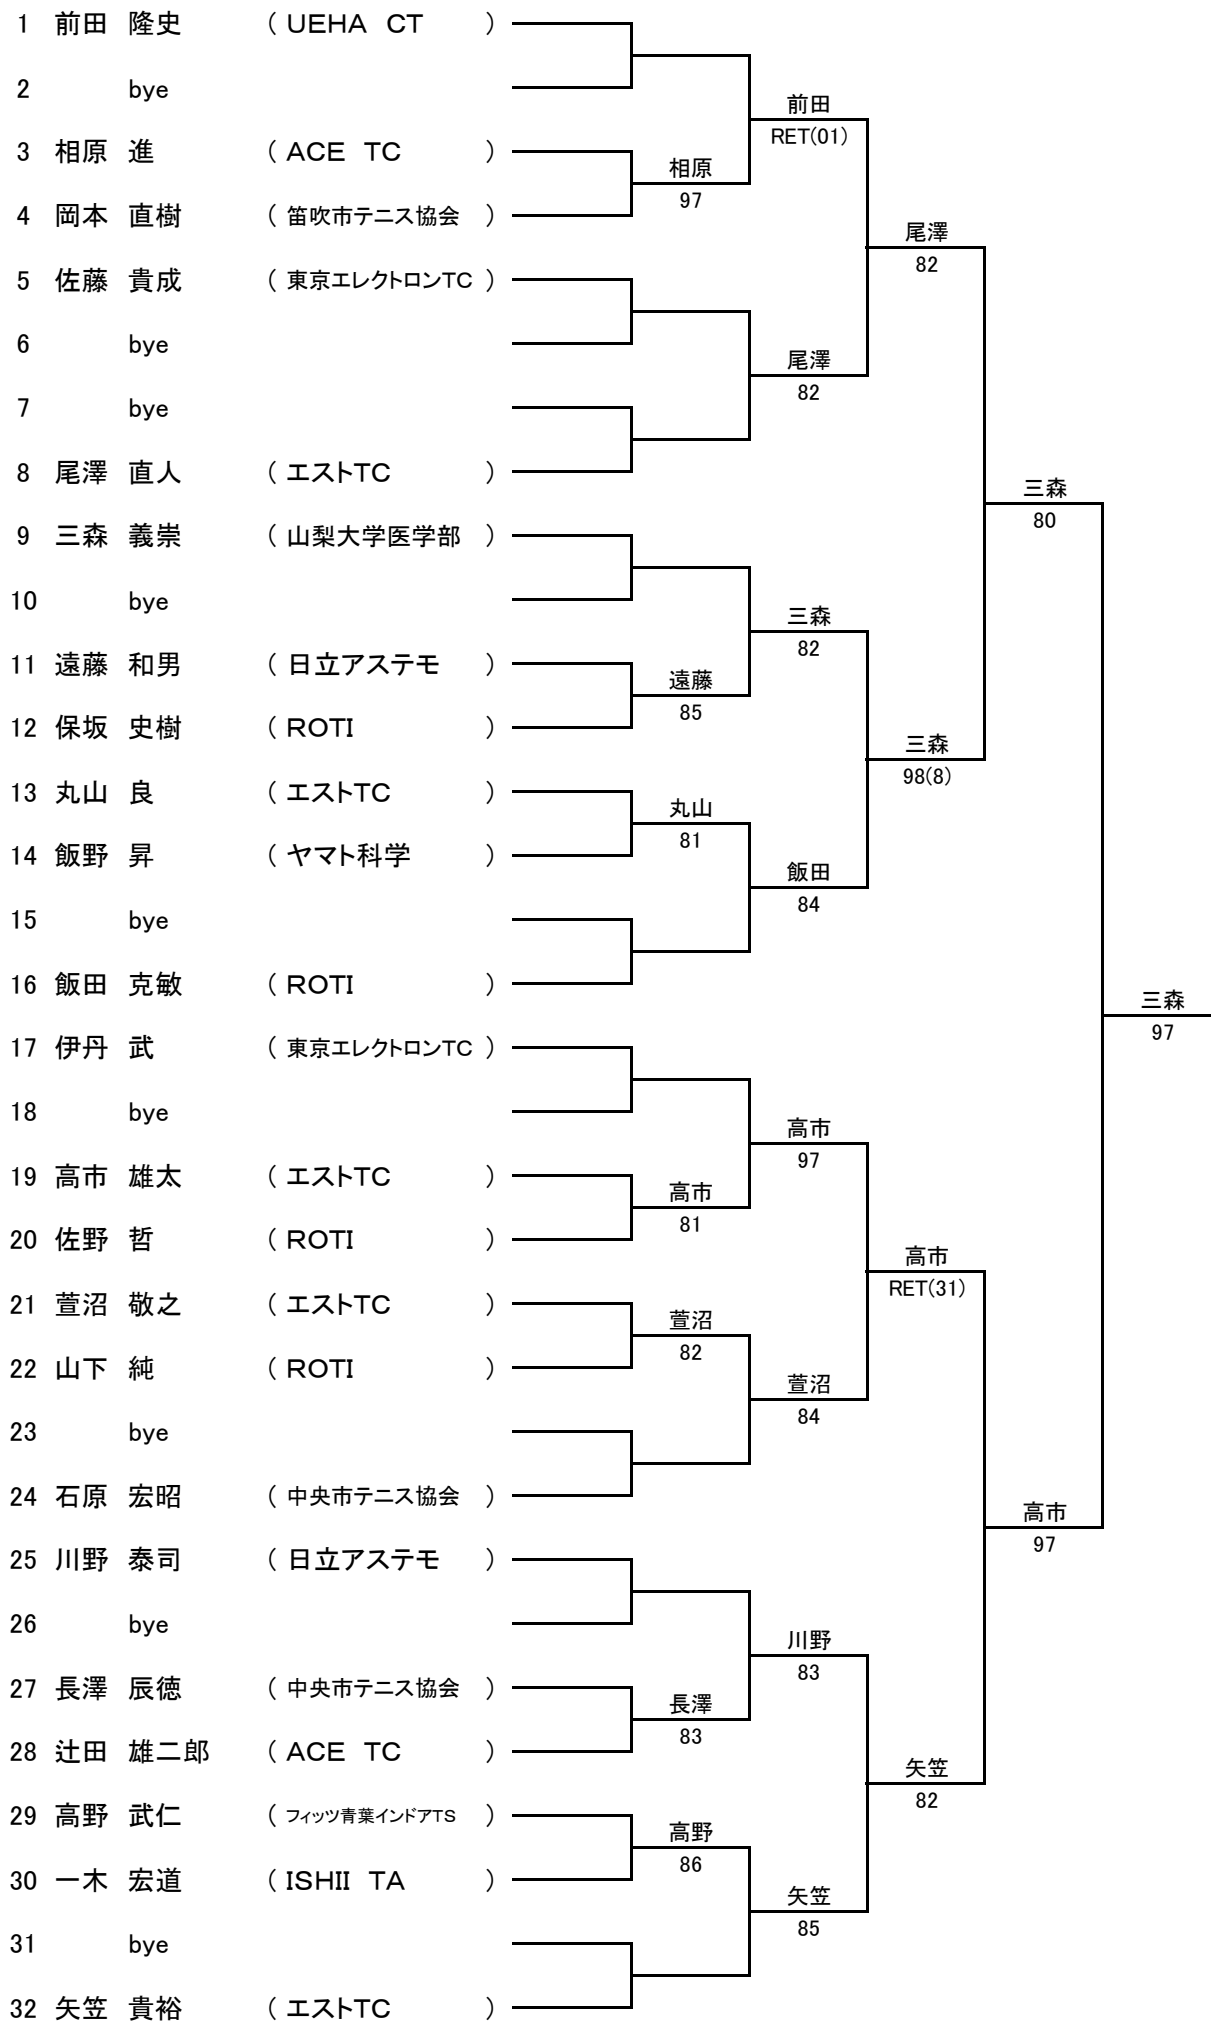 1 前田 隆史 ( UEHA CT )
2 bye
前田
RET(01)
3 相原 進 ( ACE TC )
相原
97
4 岡本 直樹 ( 笛吹市テニス協会 )
尾澤
82
5 佐藤 貴成 ( 東京エレクトロンTC )
6 bye
尾澤
82
7 bye
8 尾澤 直人 ( エストTC )
三森
80
9 三森 義崇 ( 山梨大学医学部 )
10 bye
三森
82
11 遠藤 和男 ( 日立アステモ )
遠藤
85
12 保坂 史樹 ( ROTI )
三森
98(8)
13 丸山 良 ( エストTC )
丸山
81
14 飯野 昇 ( ヤマト科学 )
飯田
84
15 bye
16 飯田 克敏 ( ROTI )
三森
97
17 伊丹 武 ( 東京エレクトロンTC )
18 bye
高市
97
19 高市 雄太 ( エストTC )
高市
81
20 佐野 哲 ( ROTI )
高市
RET(31)
21 萱沼 敬之 ( エストTC )
萱沼
82
22 山下 純 ( ROTI )
萱沼
84
23 bye
24 石原 宏昭 ( 中央市テニス協会 )
高市
97
25 川野 泰司 ( 日立アステモ )
26 bye
川野
83
27 長澤 辰徳 ( 中央市テニス協会 )
長澤
83
28 辻田 雄二郎 ( ACE TC )
矢笠
82
29 高野 武仁 ( フィッツ青葉インドアTS )
高野
86
30 一木 宏道 ( ISHII TA )
矢笠
85
31 bye
32 矢笠 貴裕 ( エストTC )